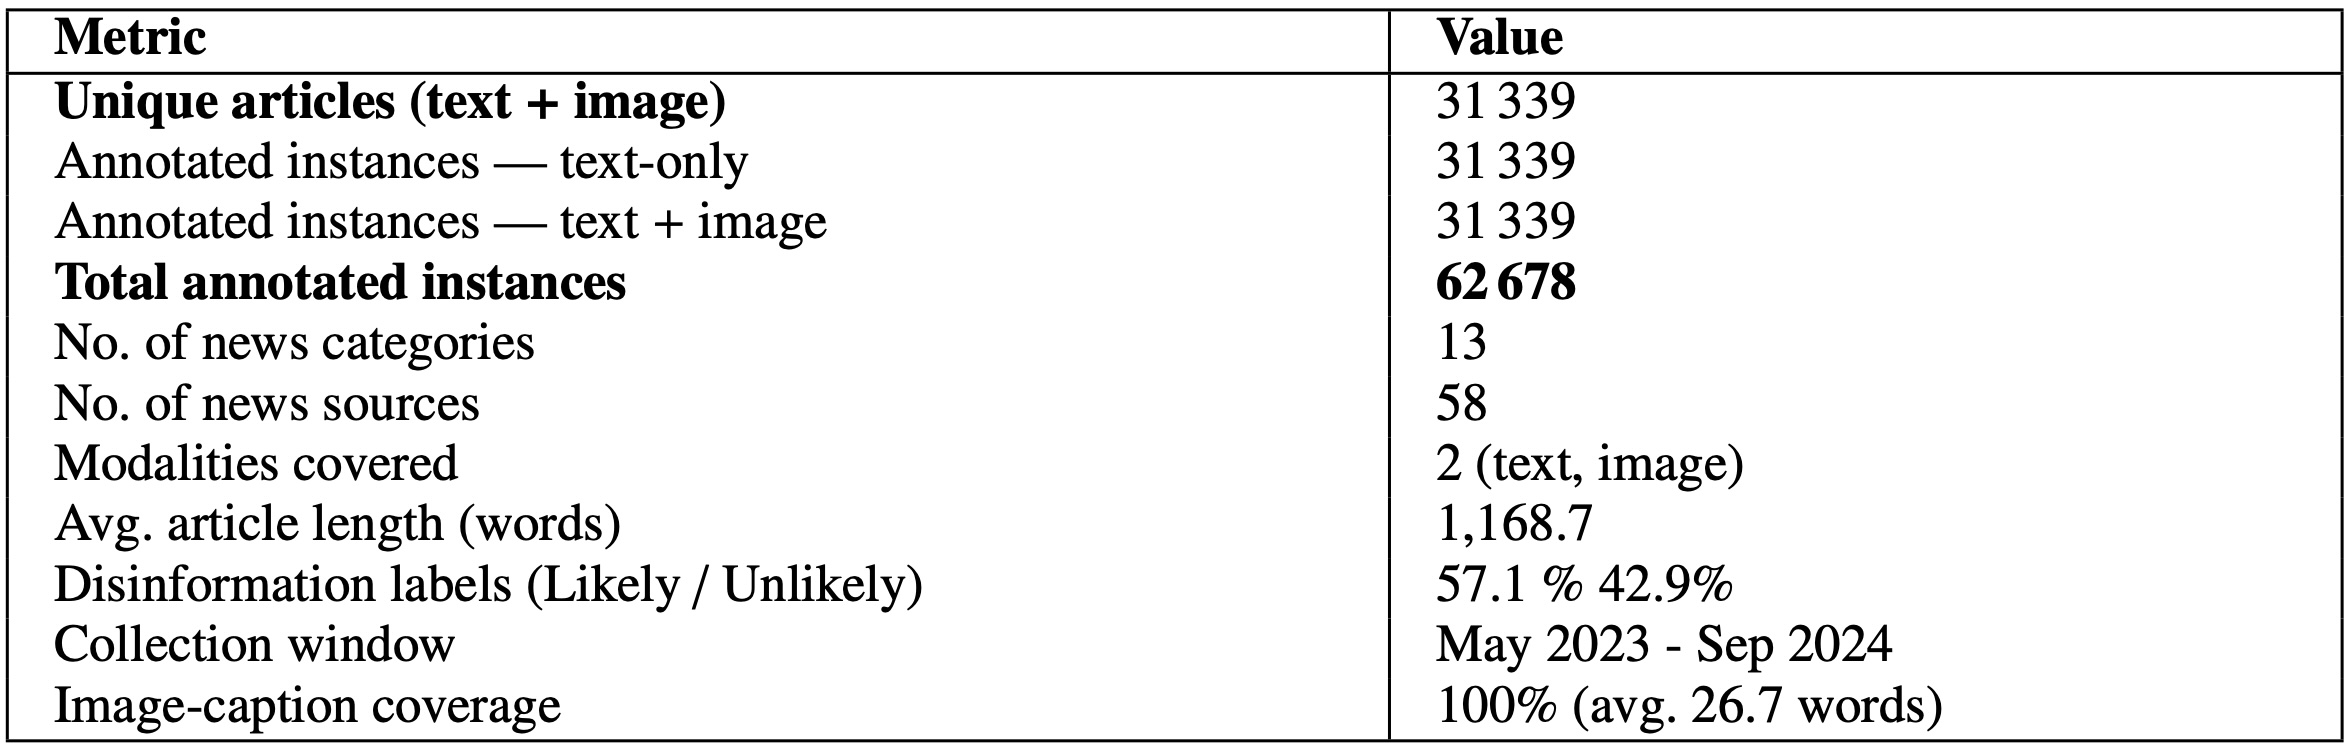 Metric Value
Unique articles (text + image) 31 339
Annotated instances — text-only 31 339
Annotated instances — text + image 31 339
Total annotated instances 62 678
No. of news categories 13
No. of news sources 58
Modalities covered 2 (text, image)
Avg. article length (words) 1,168.7
Disinformation labels (Likely / Unlikely) 57.1 % 42.9%
Collection window May 2023 - Sep 2024
Image-caption coverage 100% (avg. 26.7 words)